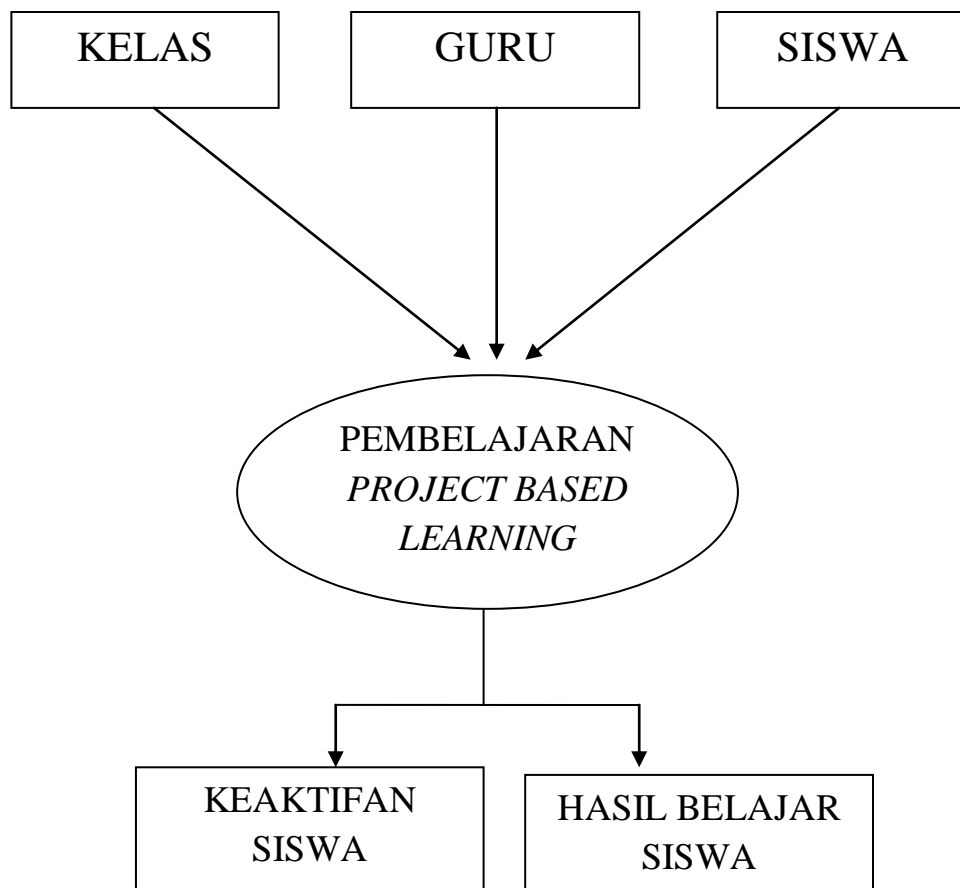 KELAS
GURU
SISWA
PEMBELAJARAN
PROJECT BASED
LEARNING
KEAKTIFAN
SISWA
HASIL BELAJAR
SISWA